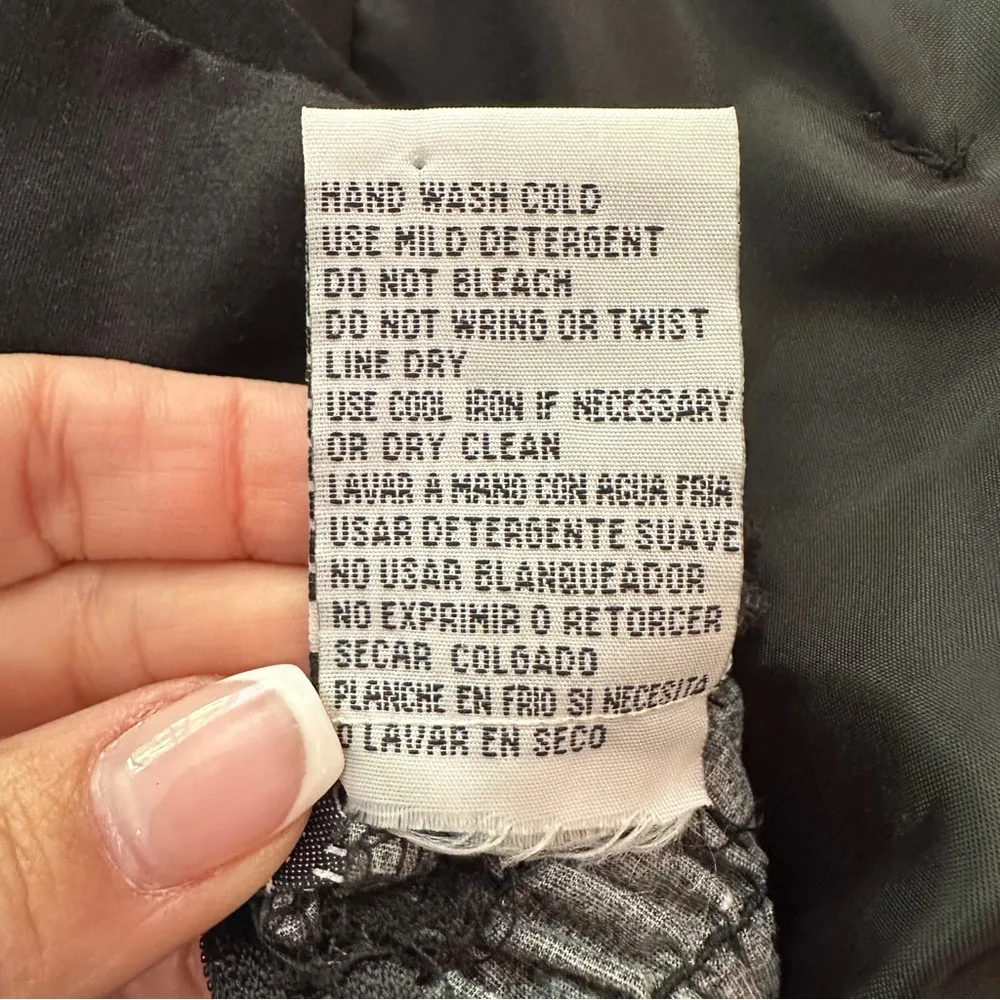 HAND WASH COLD
USE MILD DETERGENT
DO NOT BLEACH
DO NOT WRING OR TWIST
LINE DRY
USE COOL IRON IF NECESSARY
OR DRY CLEAN
LAVAR A MANO CON AGUA FRIA
USAR DETERGENTE SUAVE
NO USAR BLANQUEADOR
NO EXPRIMIR O RETORCER
SECAR COLGADO
PLANCHE EN FRIO SI NECESITA
O LAVAR EN SECO